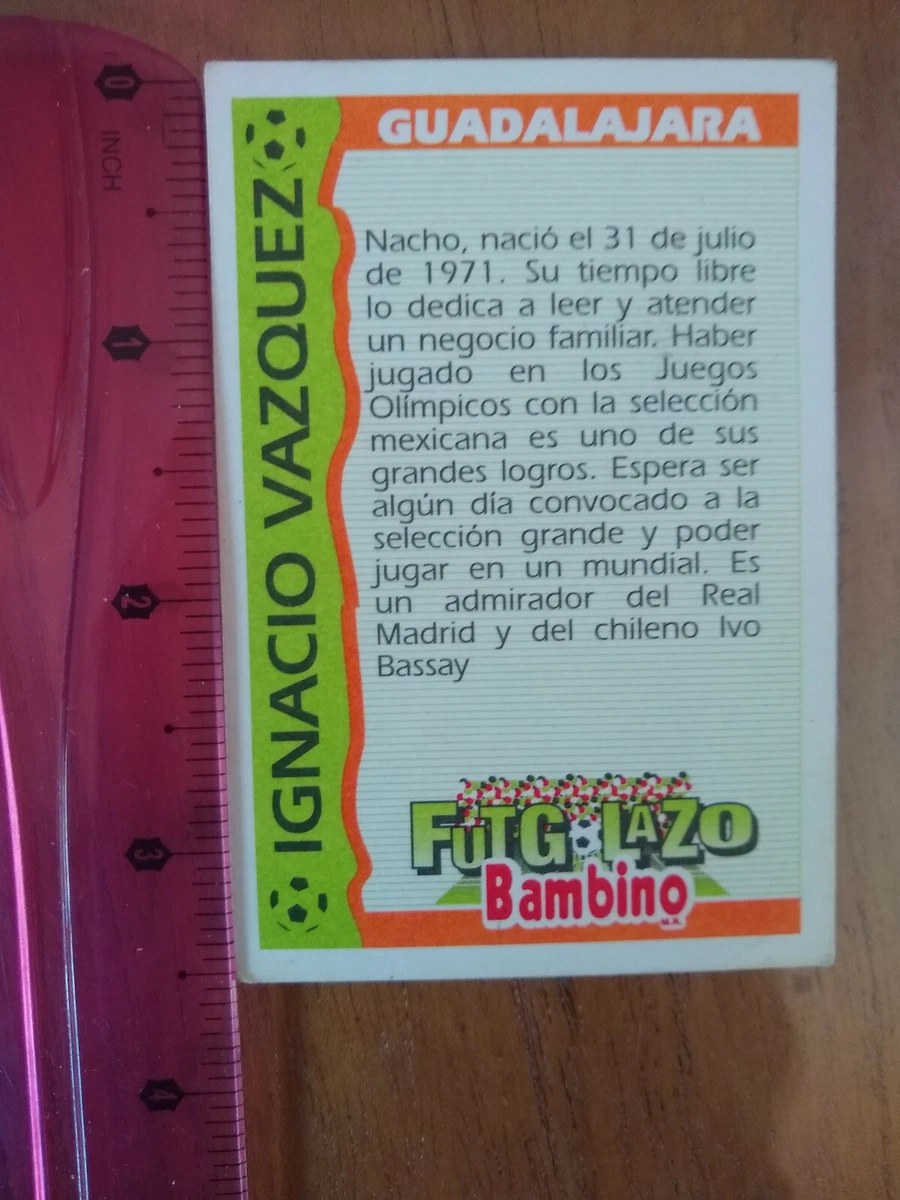 0
INCH
1
2
3
4
IGNACIO VAZQUEZ
GUADALAJARA
Nacho, nació el 31 de julio
de 1971. Su tiempo libre
lo dedica a leer y atender
un negocio familiar. Haber
jugado en los Juegos
Olímpicos con la selección
mexicana es uno de sus
grandes logros. Espera ser
algún día convocado a la
selección grande y poder
jugar en un mundial. Es
un admirador del Real
Madrid y del chileno Ivo
Bassay
FUTGOLAZO
Bambino
M.R.